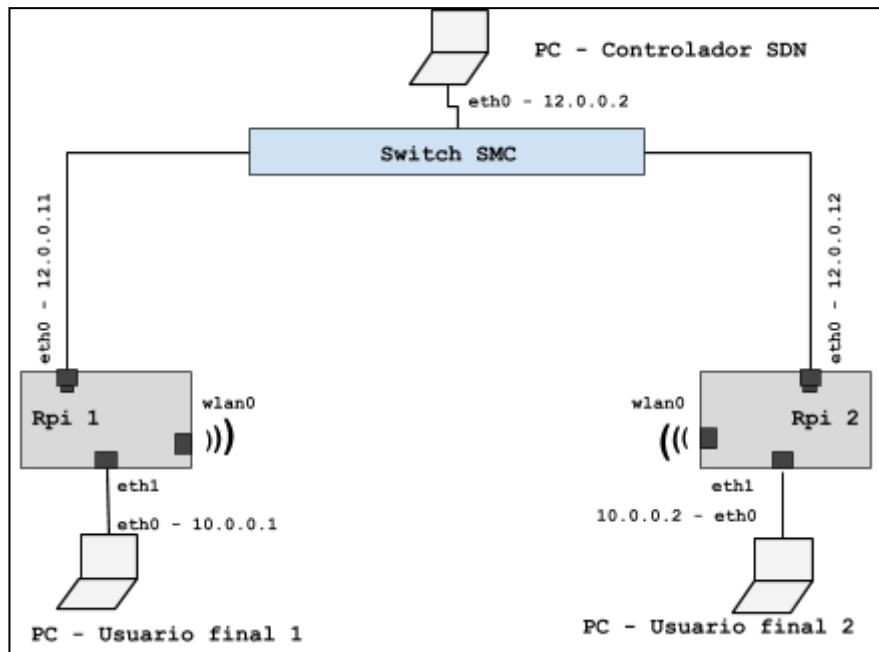 PC - Controlador SDN
eth0 - 12.0.0.2
Switch SMC
eth0 - 12.0.0.11
eth0 - 12.0.0.12
Rpi 1
wlan0
wlan0
Rpi 2
eth1
eth1
eth0 - 10.0.0.1
10.0.0.2 - eth0
PC - Usuario final 1
PC - Usuario final 2